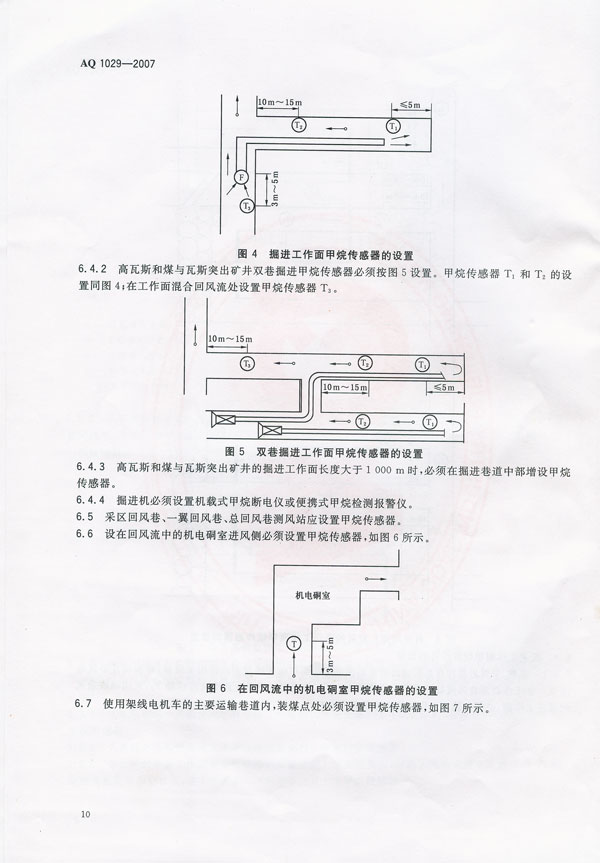 AQ 1029—2007
10m～15m
≤5m
T₂
T₁
F
3m～5m
T₃
图 4 掘进工作面甲烷传感器的设置
6.4.2 高瓦斯和煤与瓦斯突出矿井双巷掘进甲烷传感器必须按图 5 设置。甲烷传感器 T₁ 和 T₂ 的设
置同图 4；在工作面混合回风流处设置甲烷传感器 T₃。
10m～15m
T₃
T₂
T₁
10m～15m
≤5m
T₂
T₁
图 5 双巷掘进工作面甲烷传感器的设置
6.4.3 高瓦斯和煤与瓦斯突出矿井的掘进工作面长度大于 1 000 m 时，必须在掘进巷道中部增设甲烷
传感器。
6.4.4 掘进机必须设置机载式甲烷断电仪或便携式甲烷检测报警仪。
6.5 采区回风巷、一翼回风巷、总回风巷测风站应设置甲烷传感器。
6.6 设在回风流中的机电硐室进风侧必须设置甲烷传感器，如图 6 所示。
机电硐室
T
3m～5m
图 6 在回风流中的机电硐室甲烷传感器的设置
6.7 使用架线电机车的主要运输巷道内，装煤点处必须设置甲烷传感器，如图 7 所示。
10